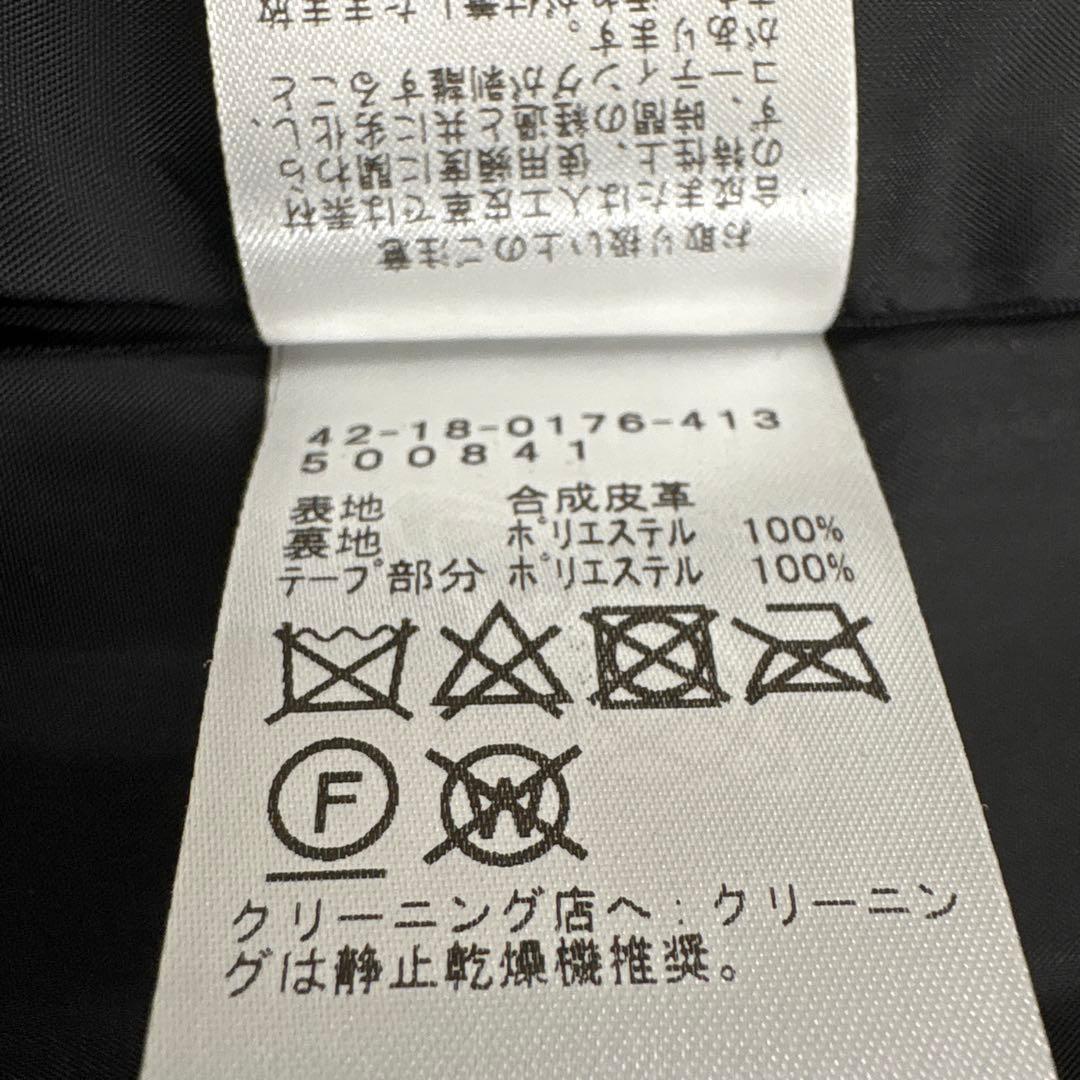 お取り扱い上のご注意
合成または人工皮革では素材
の特性上、使用頻度に関わら
ず、時間の経過と共に劣化し、
コーティングが剥離すること
があります。
42-18-0176-413
500841
表地 合成皮革
裏地 ポリエステル 100%
テープ部分 ポリエステル 100%
F
W
クリーニング店へ:クリーニン
グは静止乾燥機推奨。